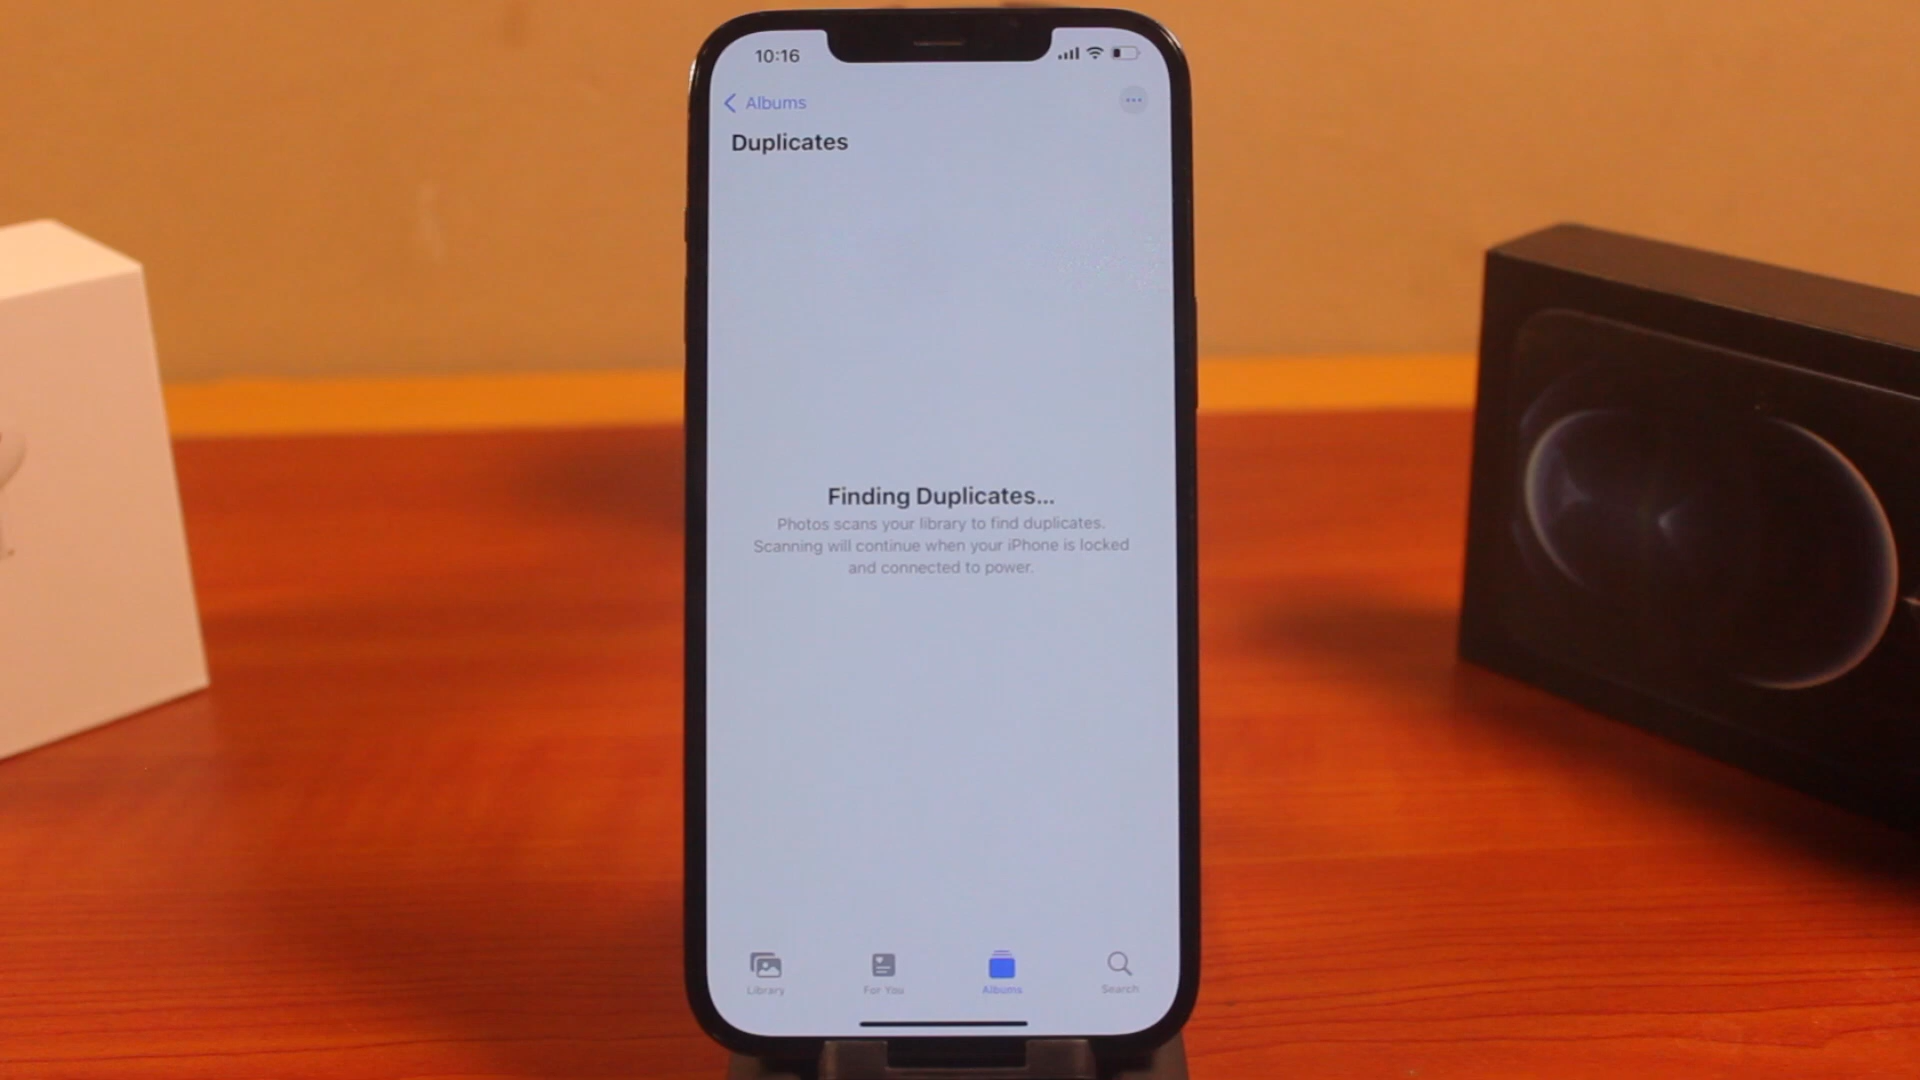 10:16
Albums
Duplicates
Finding Duplicates...
Photos scans your library to find duplicates.
Scanning will continue when your iPhone is locked
and connected to power.
Library
For You
Albums
Search